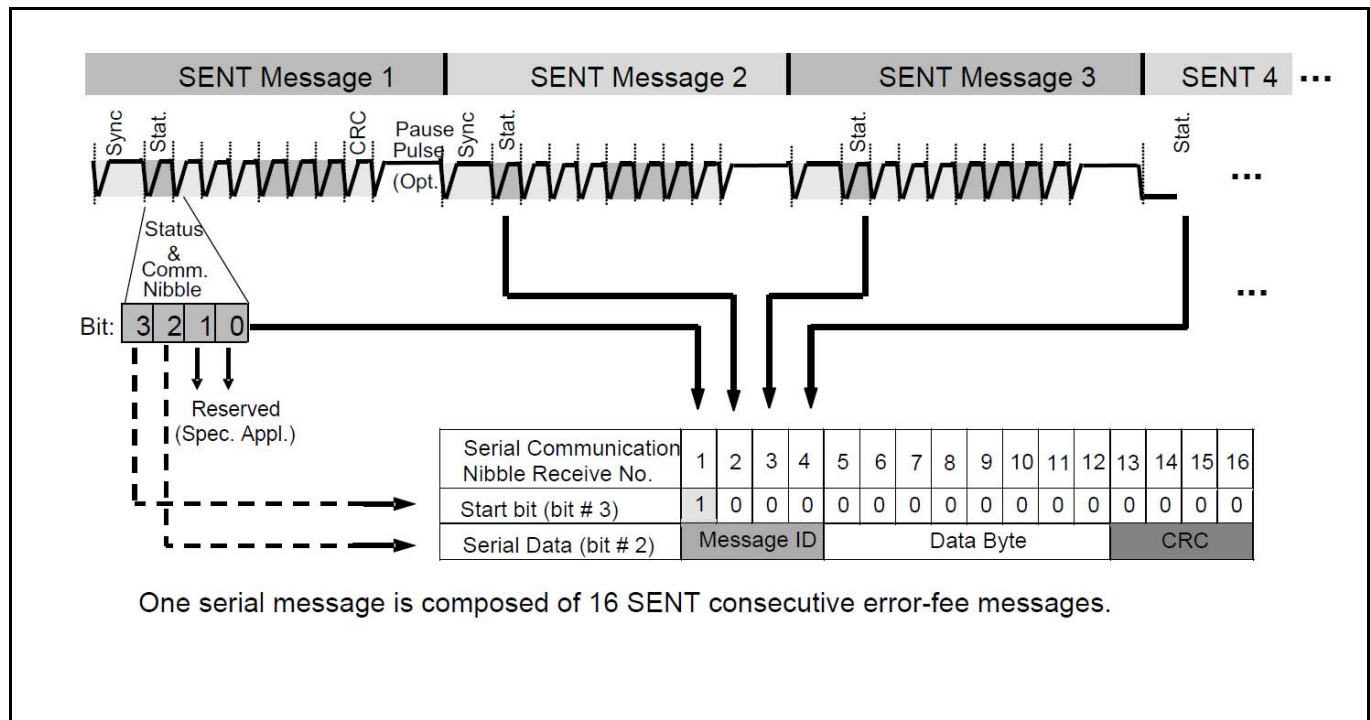 SENT Message 1 SENT Message 2 SENT Message 3 SENT 4 ...
Sync Stat. CRC Pause Pulse (Opt. Sync Stat. Stat. Stat.
...
Status
&
Comm.
Nibble
...
Bit: 3 2 1 0
Reserved
(Spec. Appl.)
Serial Communication
Nibble Receive No. 1 2 3 4 5 6 7 8 9 10 11 12 13 14 15 16
Start bit (bit # 3) 1 0 0 0 0 0 0 0 0 0 0 0 0 0 0 0
Serial Data (bit # 2) Message ID Data Byte CRC
One serial message is composed of 16 SENT consecutive error-fee messages.